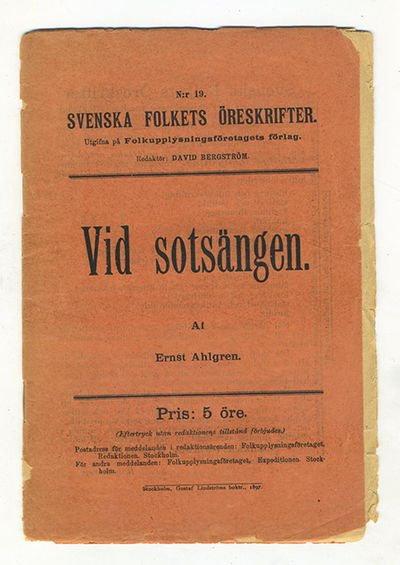 N:r 19.
SVENSKA FOLKETS ÖRESKRIFTER.
Utgifna på Folkupplysningsföretagets förlag.
Redaktör: DAVID BERGSTRÖM.
Vid sotsängen.
Af
Ernst Ahlgren.
Pris: 5 öre.
(Eftertryck utan redaktionens tillstånd förbjudes.)
Postadress för meddelanden i redaktionsärenden: Folkupplysningsföretaget,
Redaktionen. Stockholm.
För andra meddelanden: Folkupplysningsföretaget, Expeditionen Stock-
holm.
Stockholm, Gustaf Lindströms boktr., 1897.